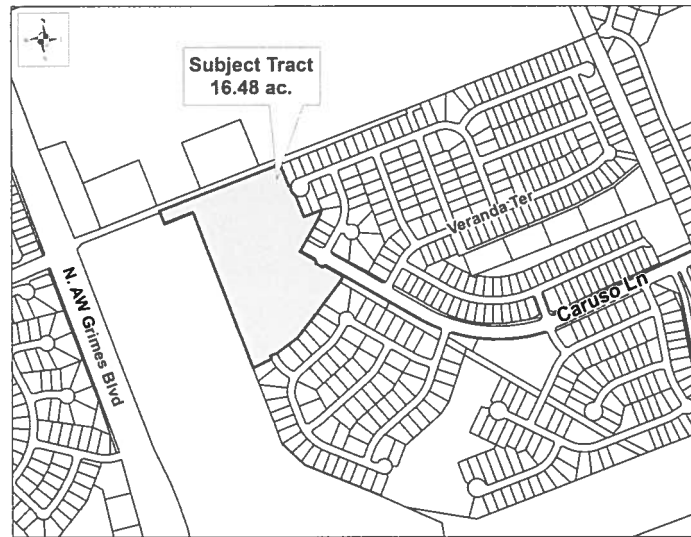 Subject Tract
16.48 ac.
Veranda Ter
Caruso Ln
N. AW Grimes Blvd